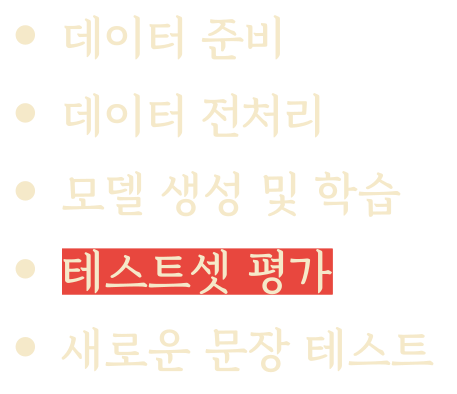 • 데이터 준비
• 데이터 전처리
• 모델 생성 및 학습
• 테스트셋 평가
• 새로운 문장 테스트